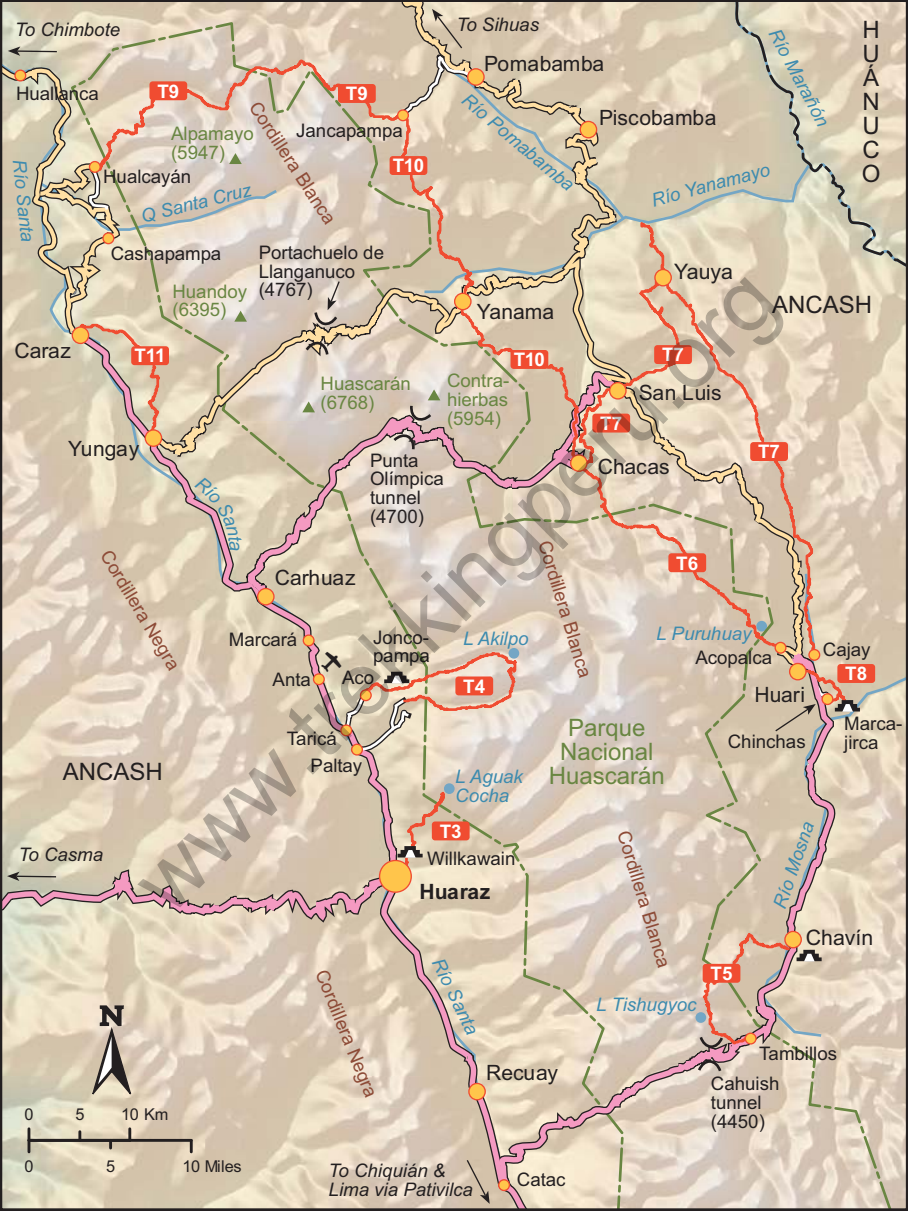 To Chimbote
To Sihuas
HUÁNUCO
Río Marañón
Huallanca
T9
T9
Pomabamba
Río Pomabamba
Piscobamba
Jancapampa
Cordillera Blanca
Alpamayo
(5947)
T10
Hualcayán
Río Santa
Q Santa Cruz
Río Yanamayo
Cashapampa
Portachuelo de
Llanganuco
(4767)
Yauya
ANCASH
Huandoy
(6395)
Yanama
Caraz
T11
T10
T7
Huascarán
(6768)
Contra-
hierbas
(5954)
San Luis
T7
Yungay
T7
Punta
Olímpica
tunnel
(4700)
Chacas
Río Santa
Cordillera Negra
Cordillera Blanca
T6
Carhuaz
Marcará
Jonco-
pampa
L Akilpo
L Puruhuay
Acopalca
Cajay
Anta
Aco
T4
T8
Huari
Taricá
Chinchas
Marca-
jirca
Paltay
Parque
Nacional
Huascarán
ANCASH
L Aguak
Cocha
T3
To Casma
Willkawain
Huaraz
Cordillera Blanca
Río Mosna
Chavín
T5
Cordillera Negra
Río Santa
L Tishugyoc
N
Tambillos
Recuay
Cahuish
tunnel
(4450)
0 5 10 Km
0 5 10 Miles
To Chiquián &
Lima via Pativilca
Catac
www.trekkingperu.org